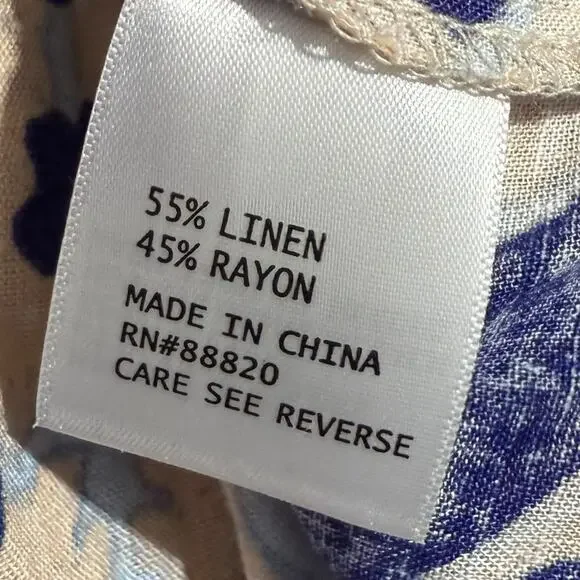 55% LINEN
45% RAYON
MADE IN CHINA
RN#88820
CARE SEE REVERSE